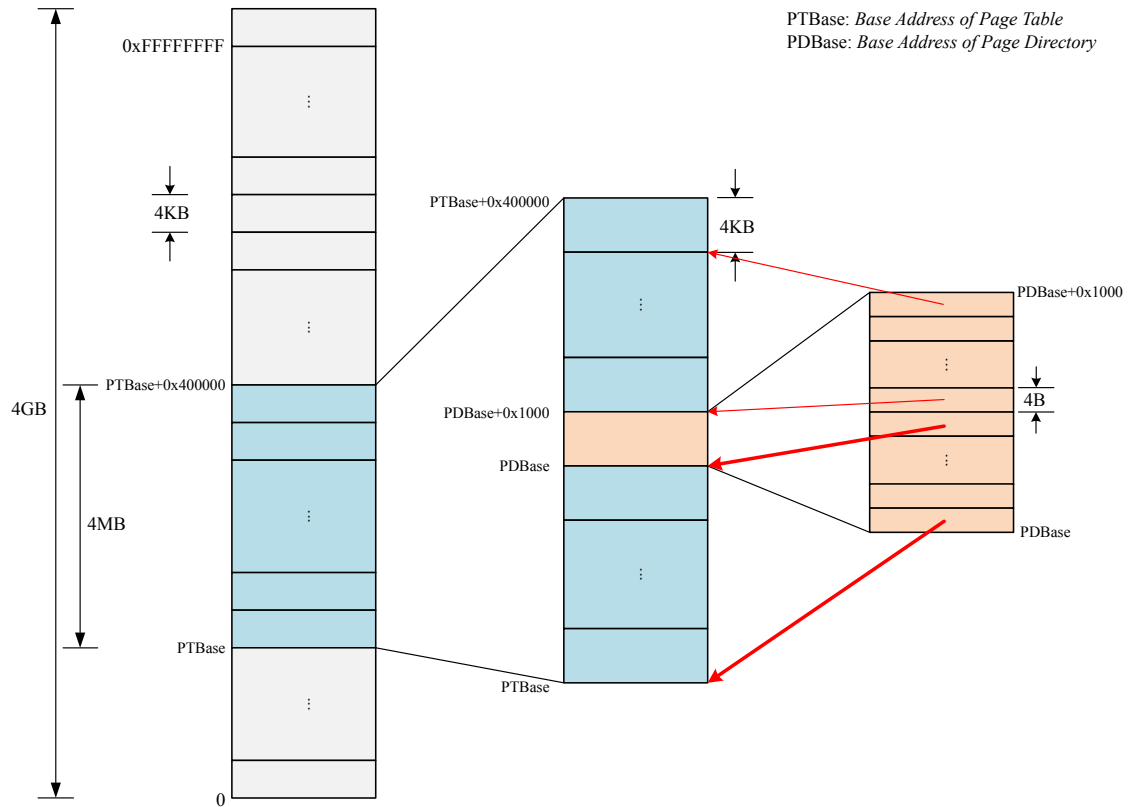 PTBase: Base Address of Page Table
PDBase: Base Address of Page Directory
0xFFFFFFFF
⋮
4KB
⋮
PTBase+0x400000
4GB
4MB
⋮
PTBase
⋮
0
PTBase+0x400000
4KB
⋮
PDBase+0x1000
PDBase
⋮
PTBase
PDBase+0x1000
⋮
4B
⋮
PDBase